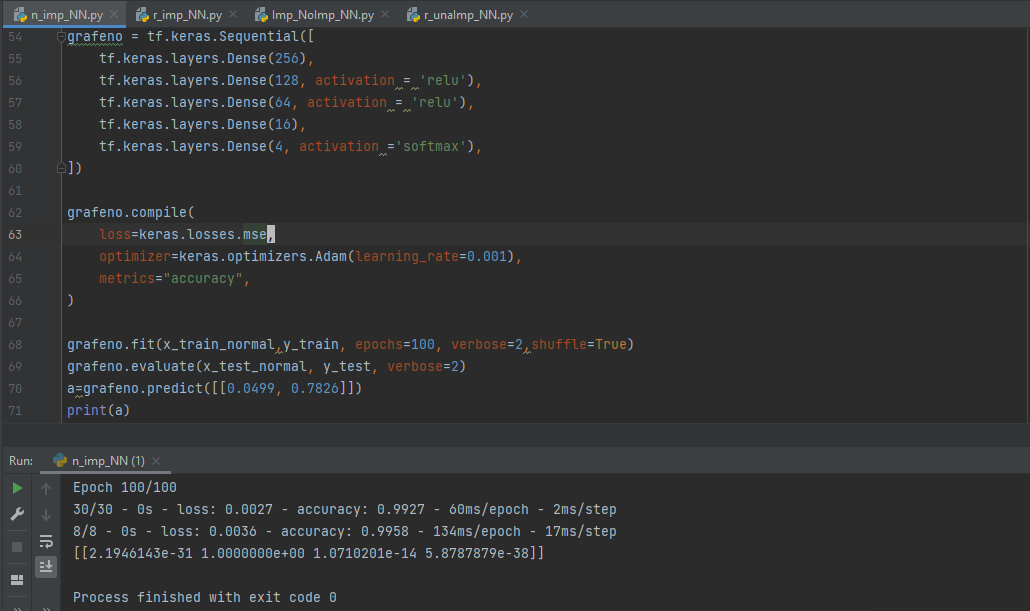 n_imp_NN.py r_imp_NN.py Imp_NoImp_NN.py r_unaImp_NN.py
54 grafeno = tf.keras.Sequential([
55     tf.keras.layers.Dense(256),
56     tf.keras.layers.Dense(128, activation = 'relu'),
57     tf.keras.layers.Dense(64, activation = 'relu'),
58     tf.keras.layers.Dense(16),
59     tf.keras.layers.Dense(4, activation ='softmax'),
60 ])
61
62 grafeno.compile(
63     loss=keras.losses.mse,
64     optimizer=keras.optimizers.Adam(learning_rate=0.001),
65     metrics="accuracy",
66 )
67
68 grafeno.fit(x_train_normal,y_train, epochs=100, verbose=2,shuffle=True)
69 grafeno.evaluate(x_test_normal, y_test, verbose=2)
70 a=grafeno.predict([[0.0499, 0.7826]])
71 print(a)
Run: n_imp_NN (1)
Epoch 100/100
30/30 - 0s - loss: 0.0027 - accuracy: 0.9927 - 60ms/epoch - 2ms/step
8/8 - 0s - loss: 0.0036 - accuracy: 0.9958 - 134ms/epoch - 17ms/step
[[2.1946143e-31 1.0000000e+00 1.0710201e-14 5.8787879e-38]]
Process finished with exit code 0